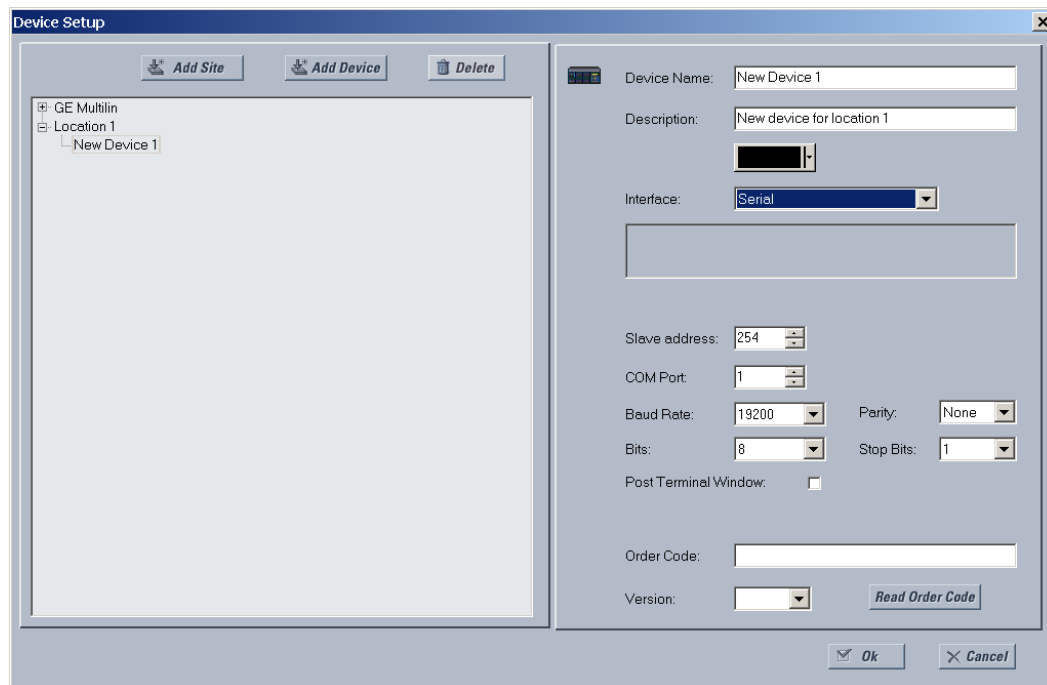 Device Setup
Add Site
Add Device
Delete
GE Multilin
Location 1
New Device 1
Device Name: New Device 1
Description: New device for location 1
Interface: Serial
Slave address: 254
COM Port: 1
Baud Rate: 19200 Parity: None
Bits: 8 Stop Bits: 1
Post Terminal Window:
Order Code:
Version: Read Order Code
Ok Cancel